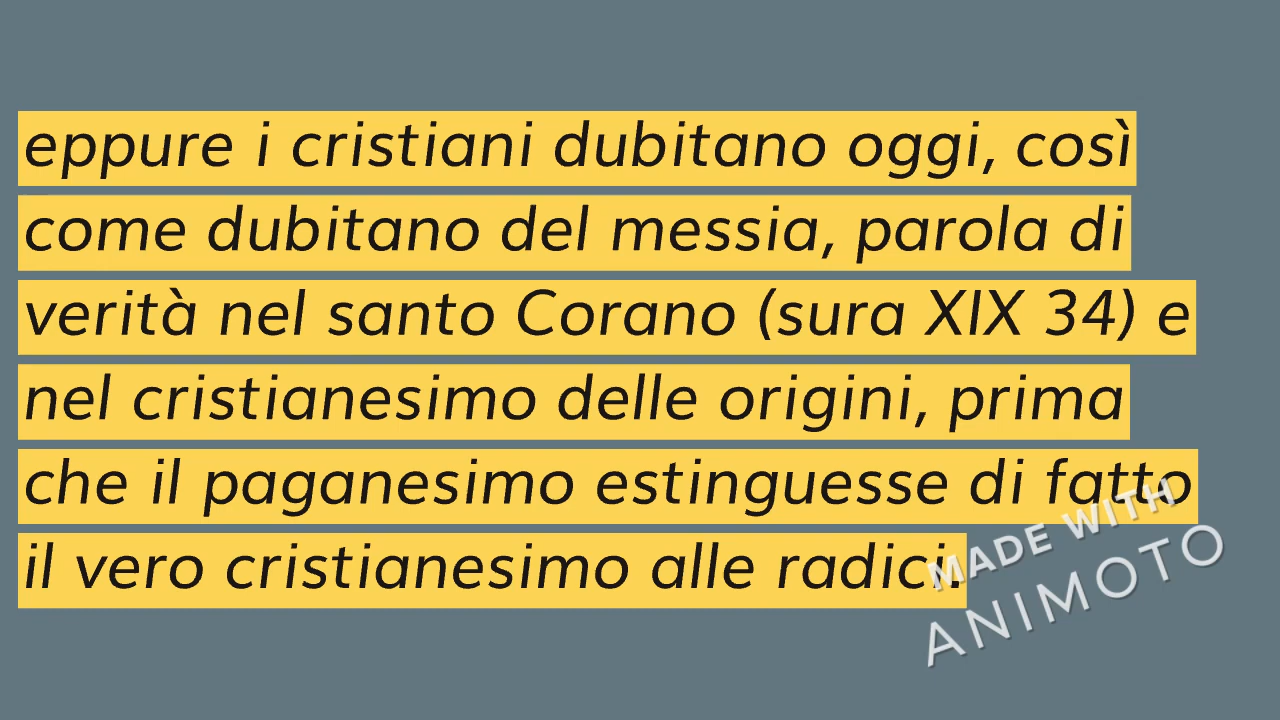 eppure i cristiani dubitano oggi, così
come dubitano del messia, parola di
verità nel santo Corano (sura XIX 34) e
nel cristianesimo delle origini, prima
che il paganesimo estinguesse di fatto
il vero cristianesimo alle radici.
MADE WITH
ANIMOTO